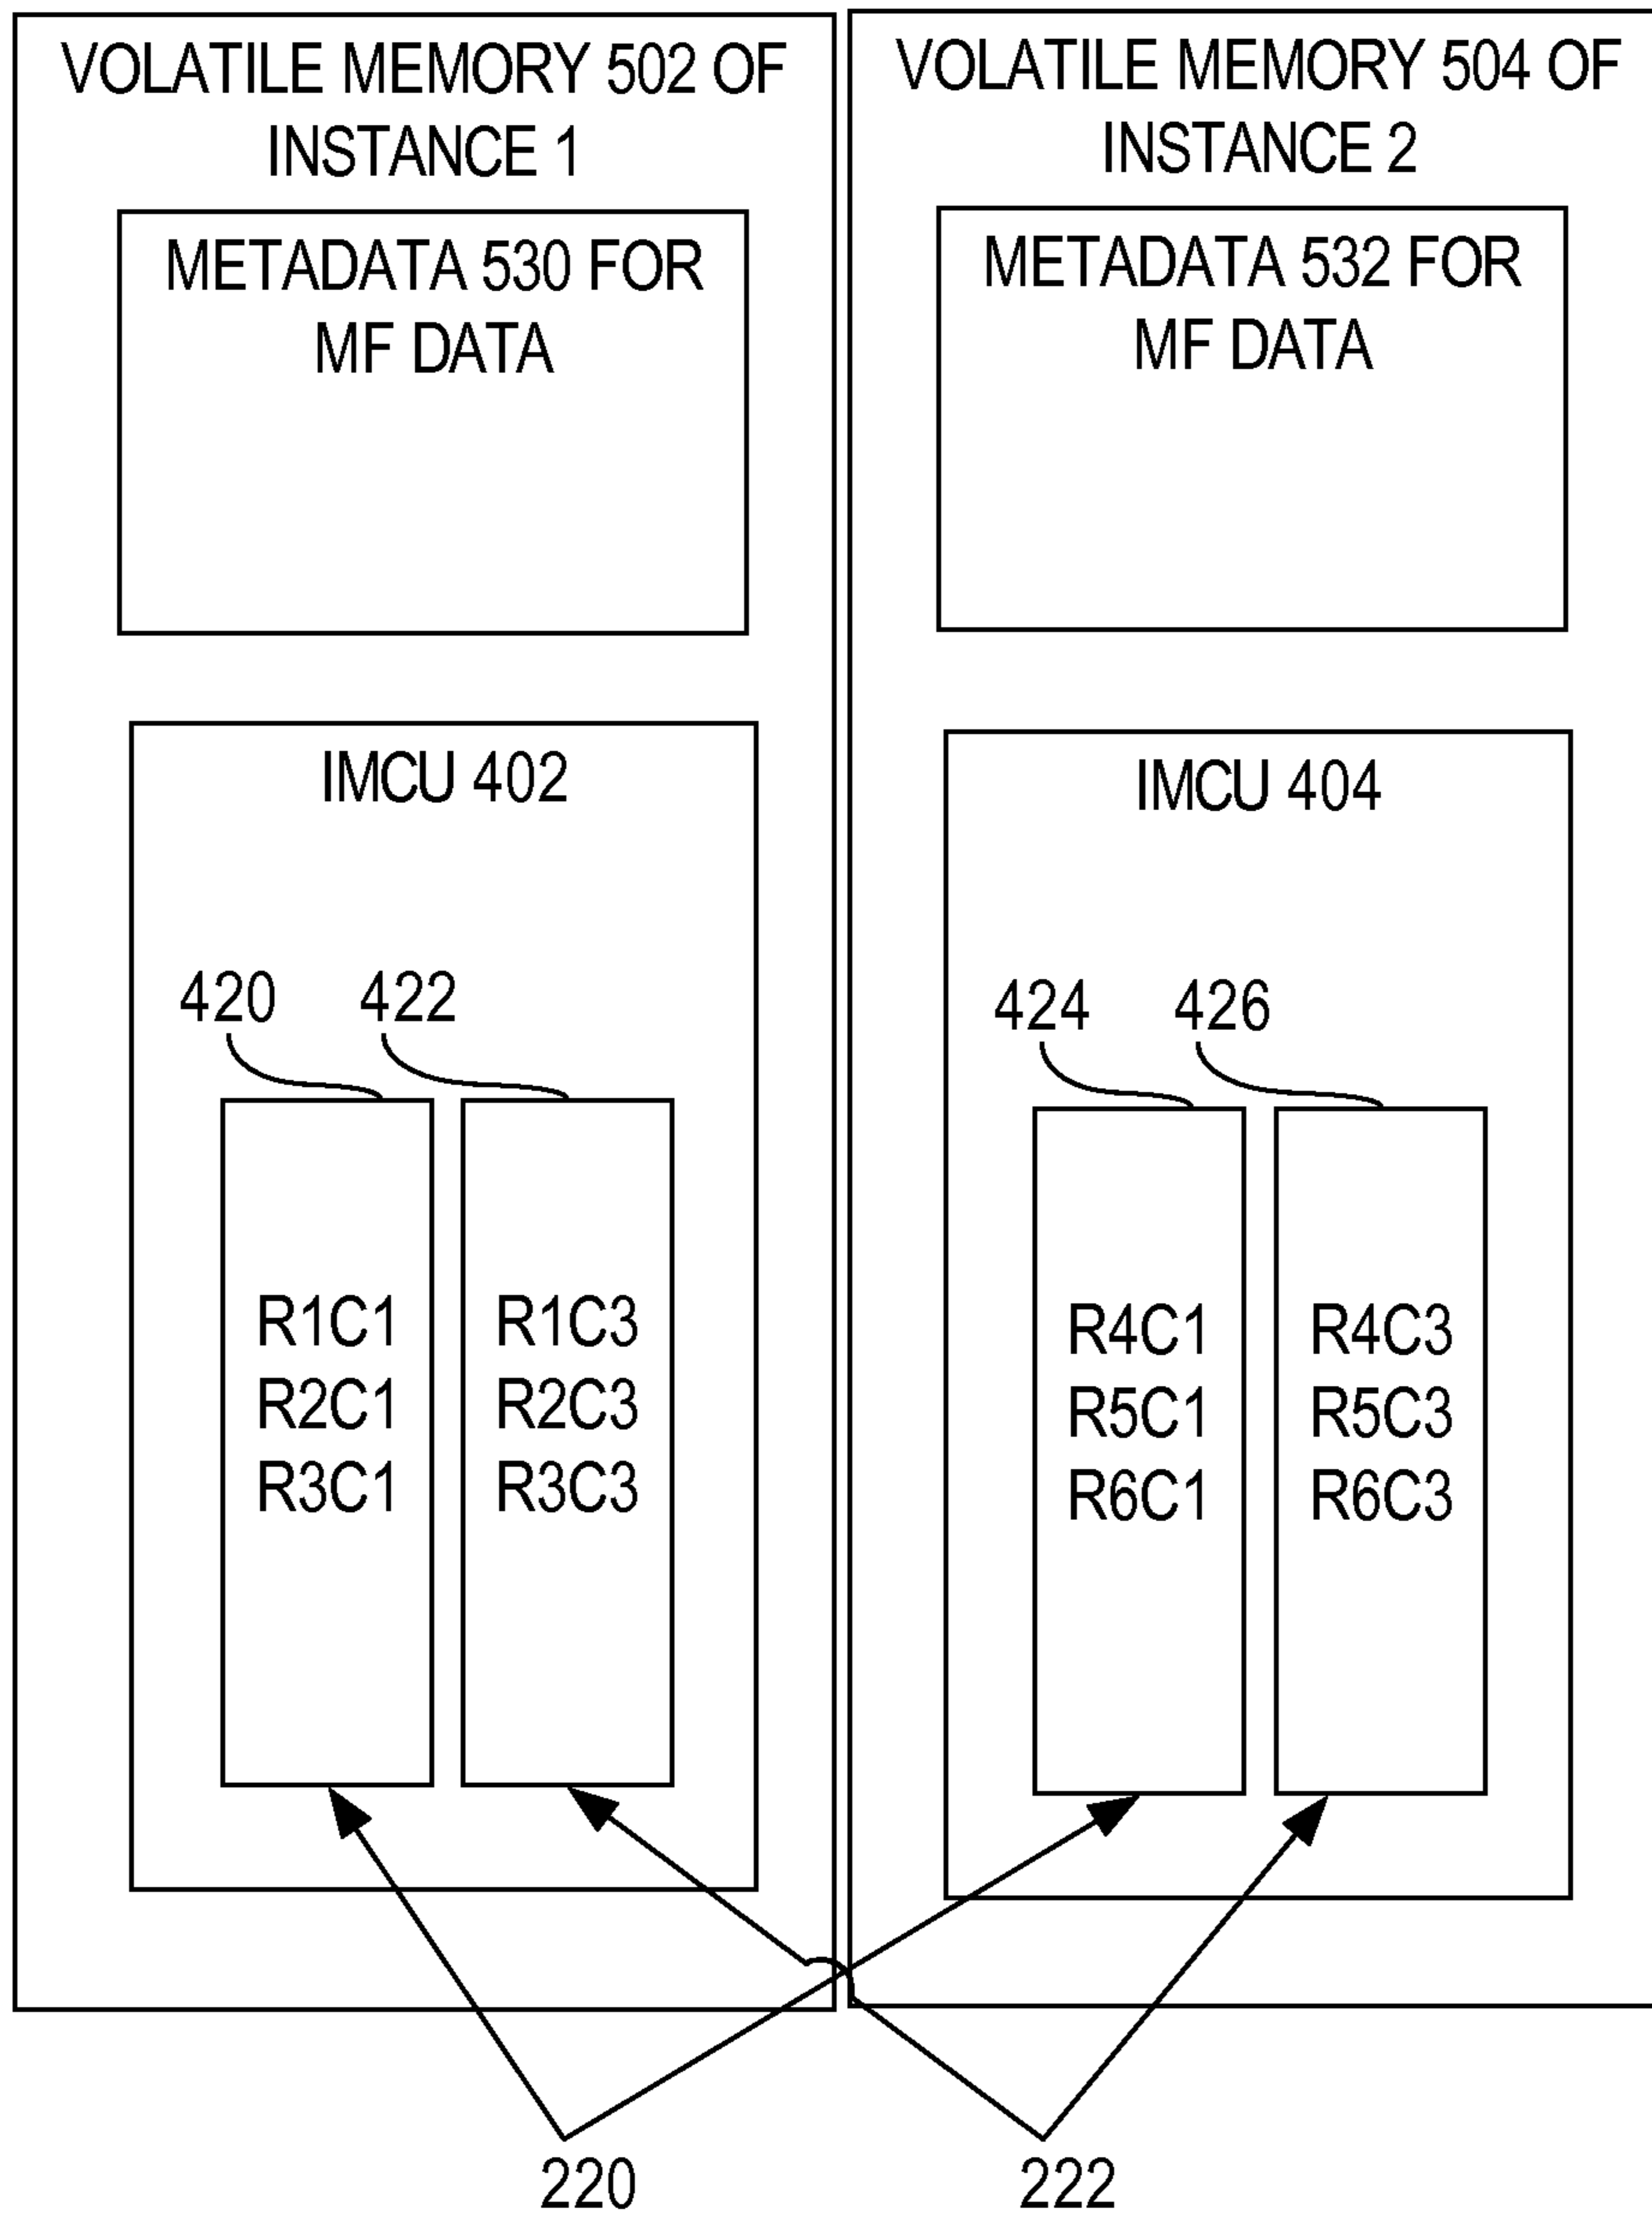 VOLATILE MEMORY 502 OF
INSTANCE 1
METADATA 530 FOR
MF DATA
IMCU 402
420
422
R1C1
R2C1
R3C1
R1C3
R2C3
R3C3
VOLATILE MEMORY 504 OF
INSTANCE 2
METADATA 532 FOR
MF DATA
IMCU 404
424
426
R4C1
R5C1
R6C1
R4C3
R5C3
R6C3
220
222